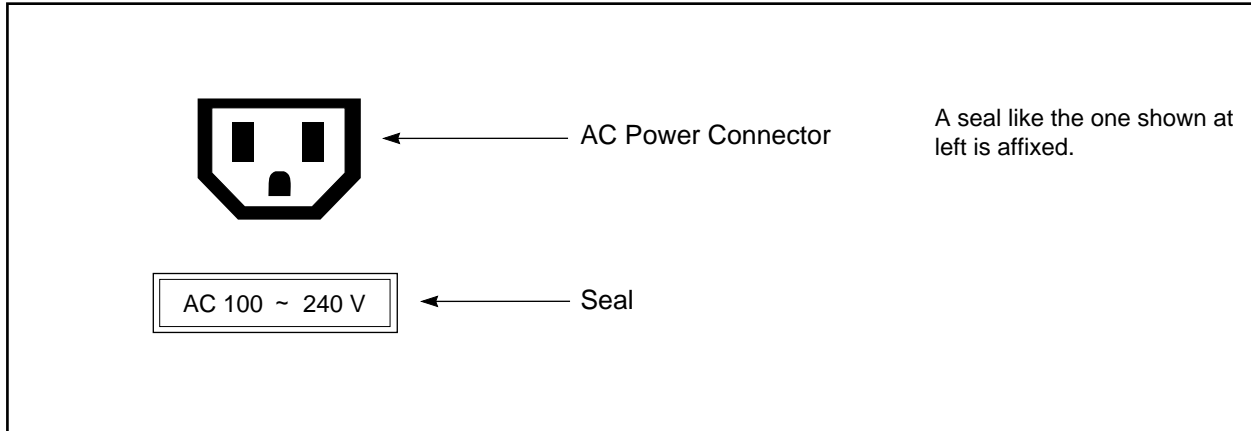 AC Power Connector
A seal like the one shown at
left is affixed.
AC 100 ~ 240 V
Seal